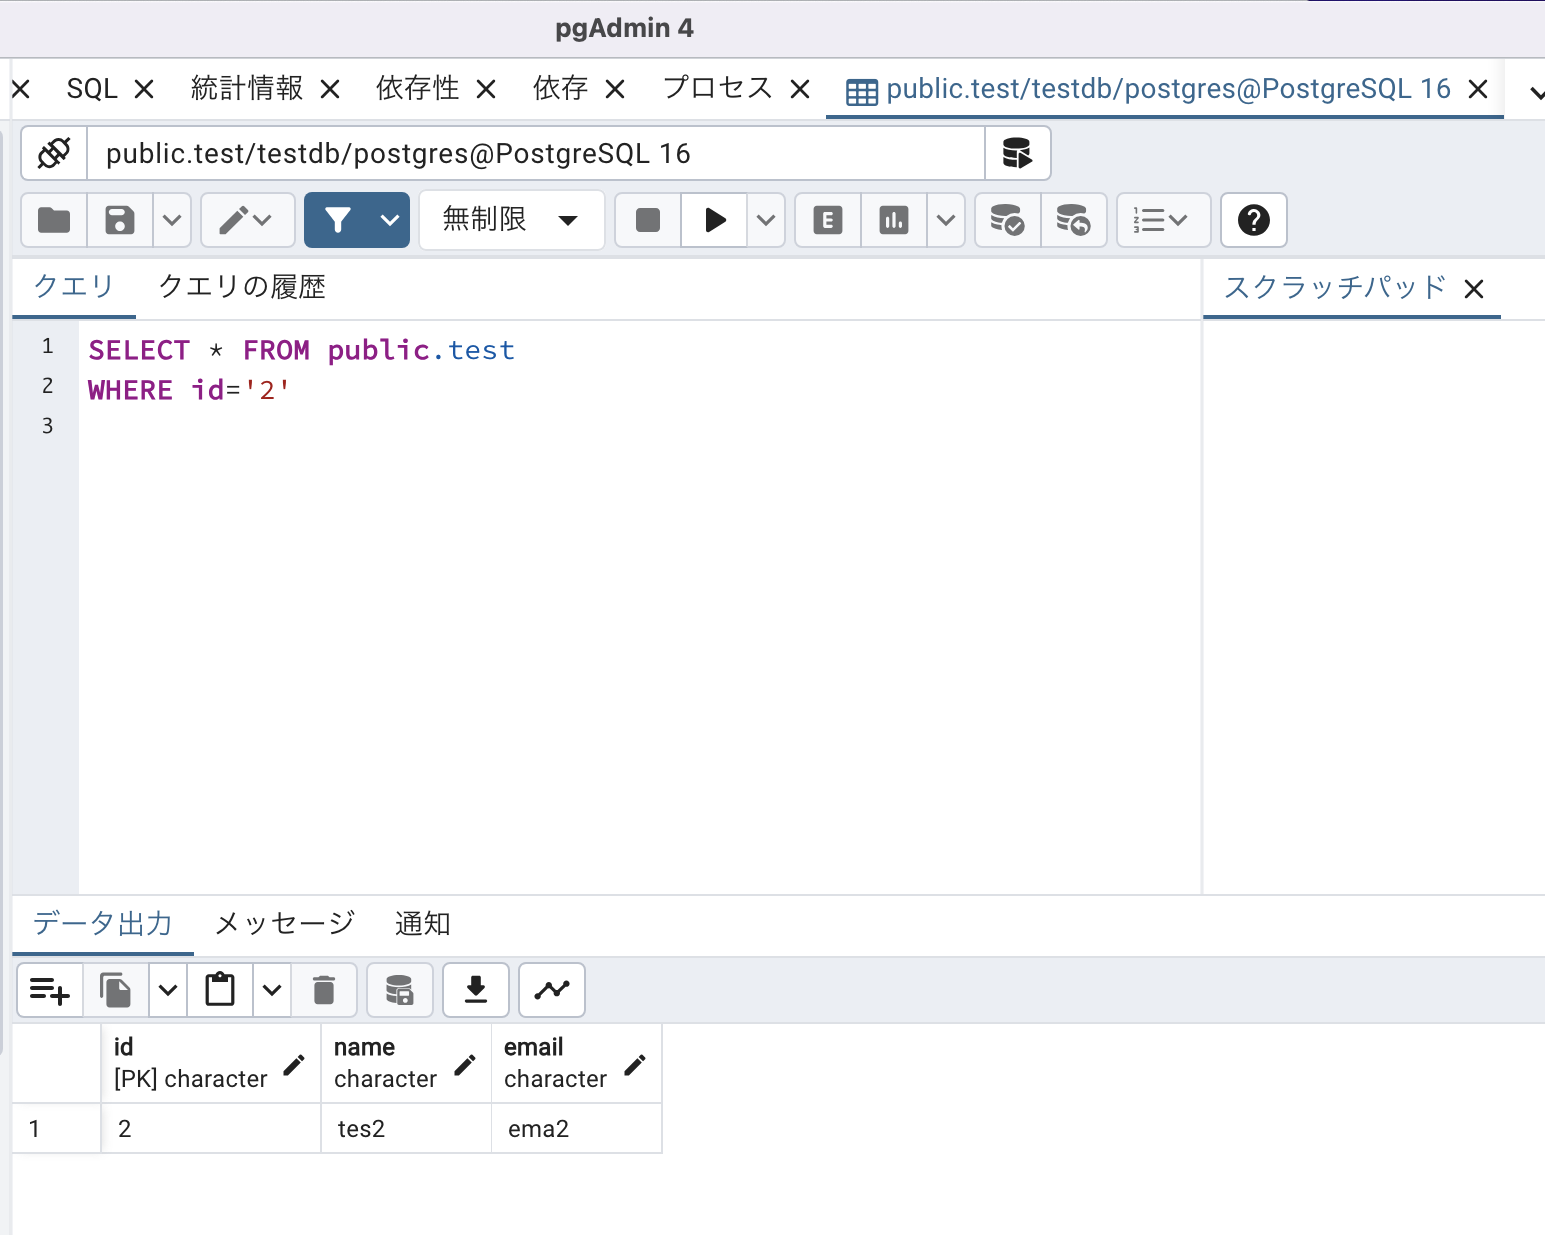 pgAdmin 4
SQL 統計情報 依存性 依存 プロセス public.test/testdb/postgres@PostgreSQL 16
public.test/testdb/postgres@PostgreSQL 16
無制限 E
クエリ クエリの履歴 スクラッチパッド
1 SELECT * FROM public.test
2 WHERE id='2'
3
データ出力 メッセージ 通知
id name email
[PK] character character character
1 2 tes2 ema2